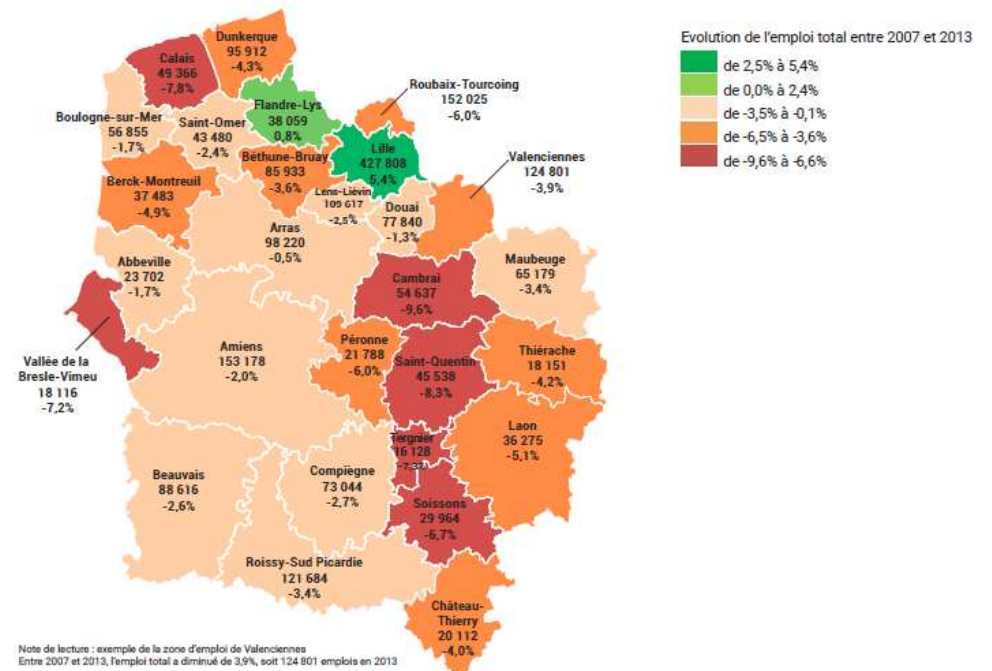 Evolution de l'emploi total entre 2007 et 2013
de 2,5% à 5,4%
de 0,0% à 2,4%
de -3,5% à -0,1%
de -6,5% à -3,6%
de -9,6% à -6,6%
Dunkerque
95 912
-4,3%
Calais
49 366
-7,8%
Flandre-Lys
38 059
0,8%
Roubaix-Tourcoing
152 025
-6,0%
Boulogne-sur-Mer
56 855
-1,7%
Saint-Omer
43 480
-2,4%
Béthune-Bruay
85 933
-3,6%
Lille
427 808
5,4%
Valenciennes
124 801
-3,9%
Berck-Montreuil
37 483
-4,9%
Lens-Liévin
109 617
-2,5%
Douai
77 840
-1,3%
Arras
98 220
-0,5%
Maubeuge
65 179
-3,4%
Abbeville
23 702
-1,7%
Cambrai
54 637
-9,6%
Vallée de la
Bresle-Vimeu
18 116
-7,2%
Amiens
153 178
-2,0%
Péronne
21 788
-6,0%
Saint-Quentin
45 538
-8,3%
Thiérache
18 151
-4,2%
Laon
36 275
-5,1%
Tergnier
16 128
Beauvais
88 616
-2,6%
Compiègne
73 044
-2,7%
Soissons
29 964
-6,7%
Roissy-Sud Picardie
121 684
-3,4%
Château-
Thierry
20 112
-4,0%
Note de lecture : exemple de la zone d'emploi de Valenciennes
Entre 2007 et 2013, l'emploi total a diminué de 3,9%, soit 124 801 emplois en 2013